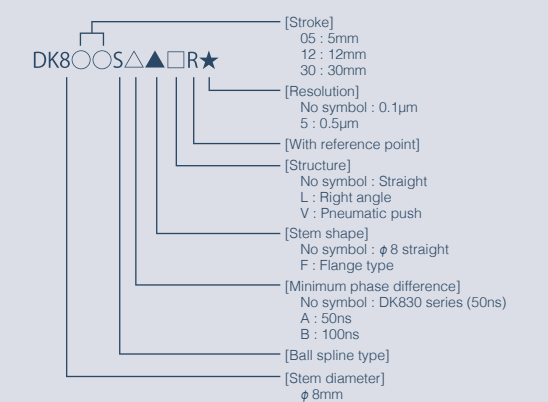 [Stroke]
05 : 5mm
12 : 12mm
30 : 30mm
DK8○○S△▲□R★
[Resolution]
No symbol : 0.1μm
5 : 0.5μm
[With reference point]
[Structure]
No symbol : Straight
L : Right angle
V : Pneumatic push
[Stem shape]
No symbol : ϕ8 straight
F : Flange type
[Minimum phase difference]
No symbol : DK830 series (50ns)
A : 50ns
B : 100ns
[Ball spline type]
[Stem diameter]
ϕ8mm